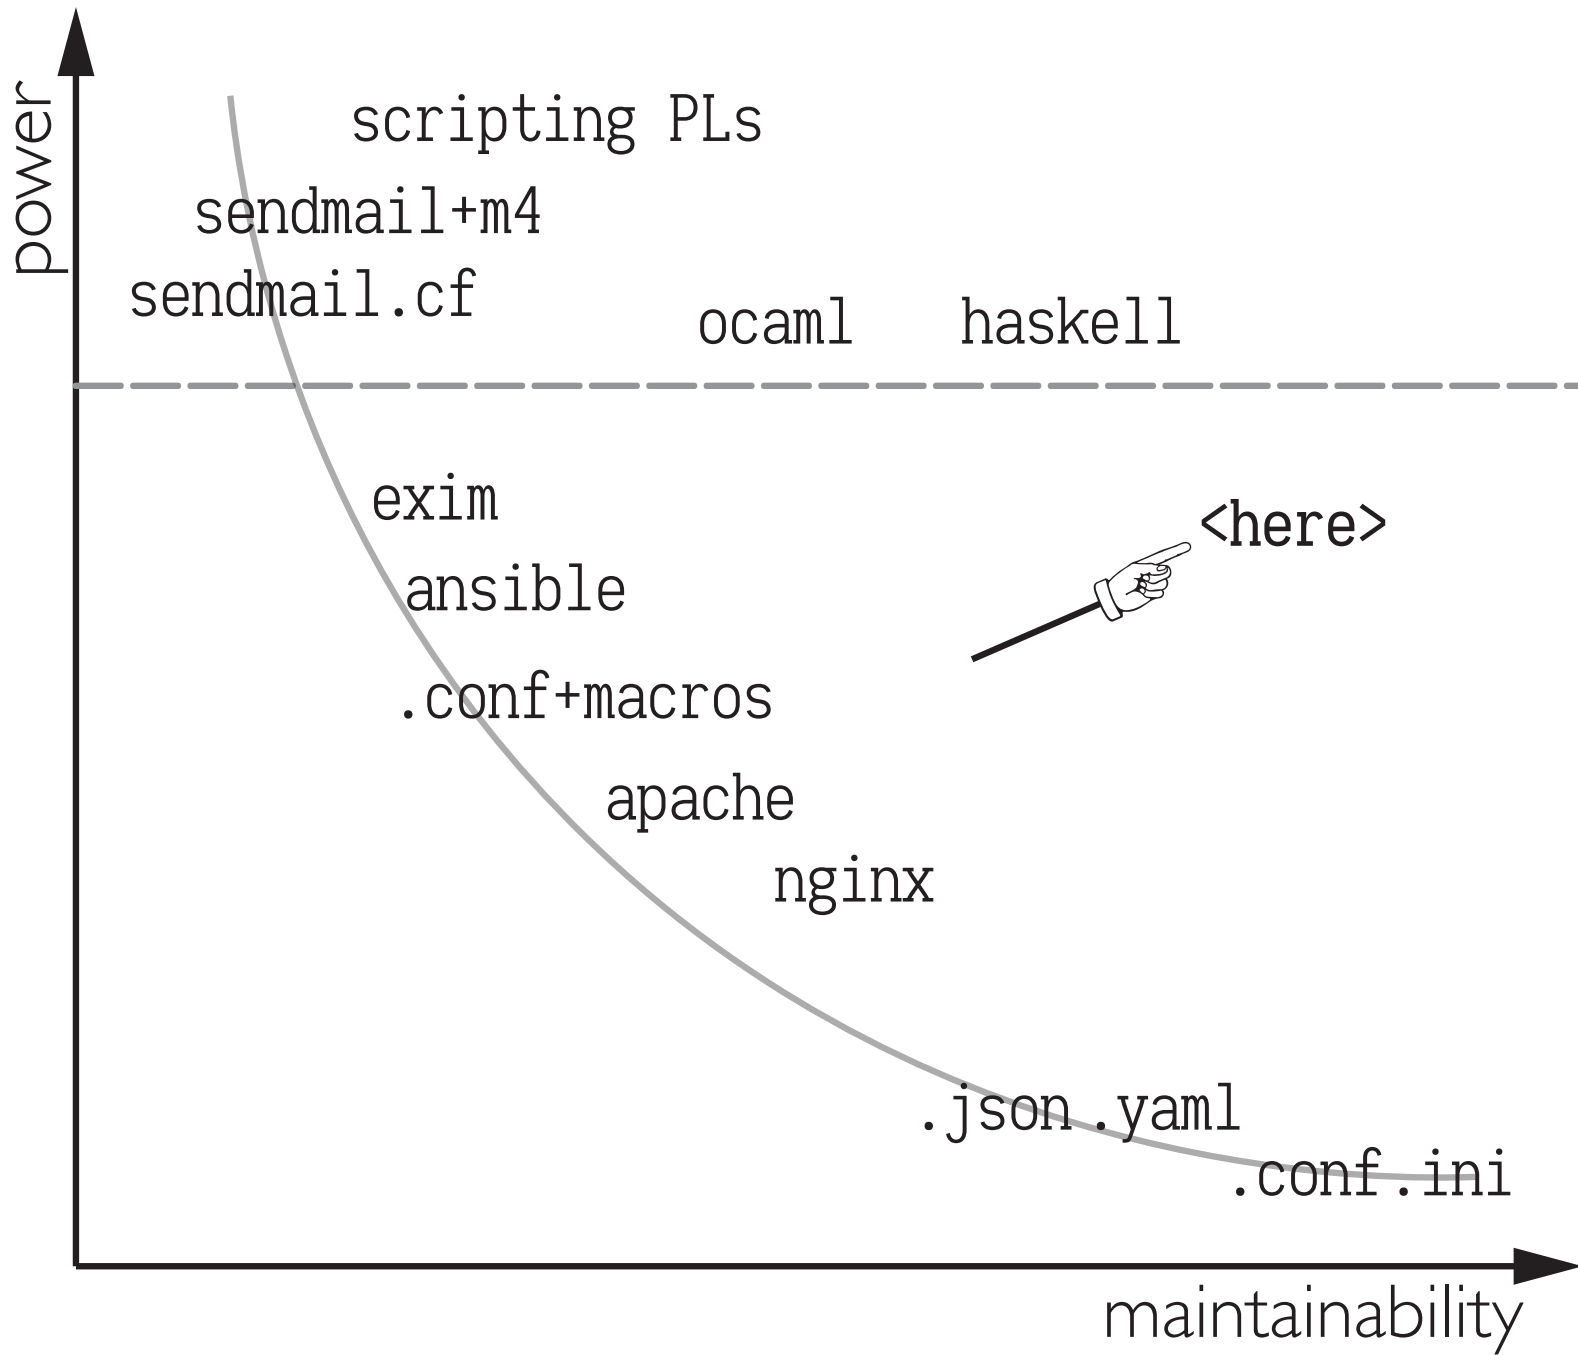 power
scripting PLs
sendmail+m4
sendmail.cf
ocaml haskell
exim
<here>
ansible
.conf+macros
apache
nginx
.json .yaml
.conf .ini
maintainability